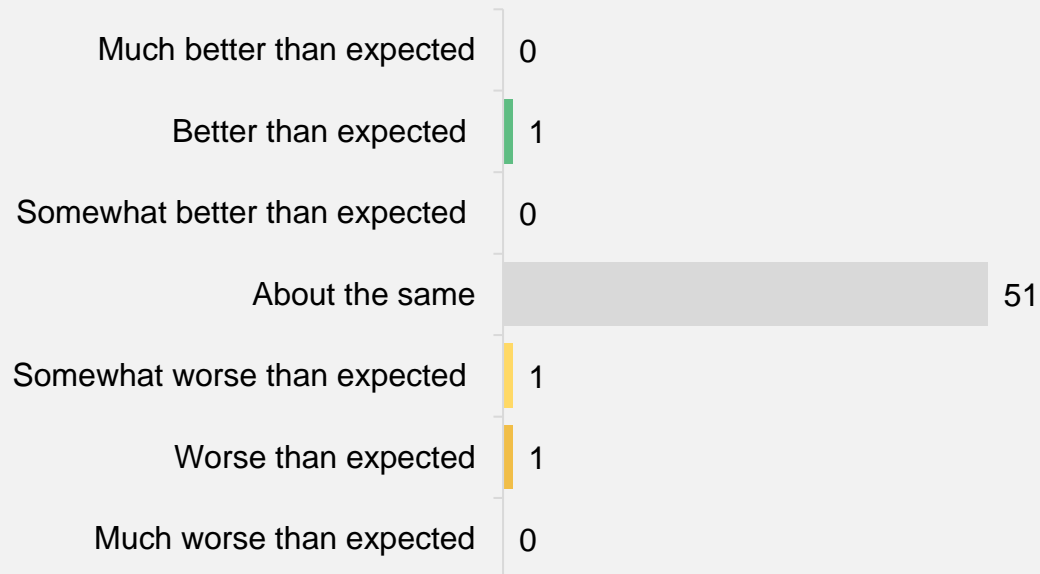 Much better than expected 0
Better than expected 1
Somewhat better than expected 0
About the same 51
Somewhat worse than expected 1
Worse than expected 1
Much worse than expected 0